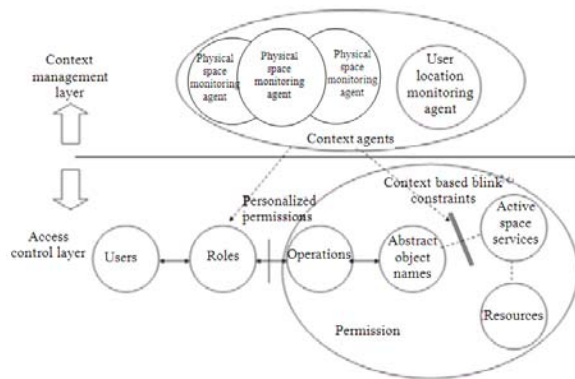 Context
management
layer
Physical
space
monitoring
agent
Physical
space
monitoring
agent
Physical
space
monitoring
agent
User
location
monitoring
agent
Context agents
Context based blink
constraints
Personalized
permissions
Access
control layer
Users
Roles
Operations
Abstract
object
names
Active
space
services
Resources
Permission